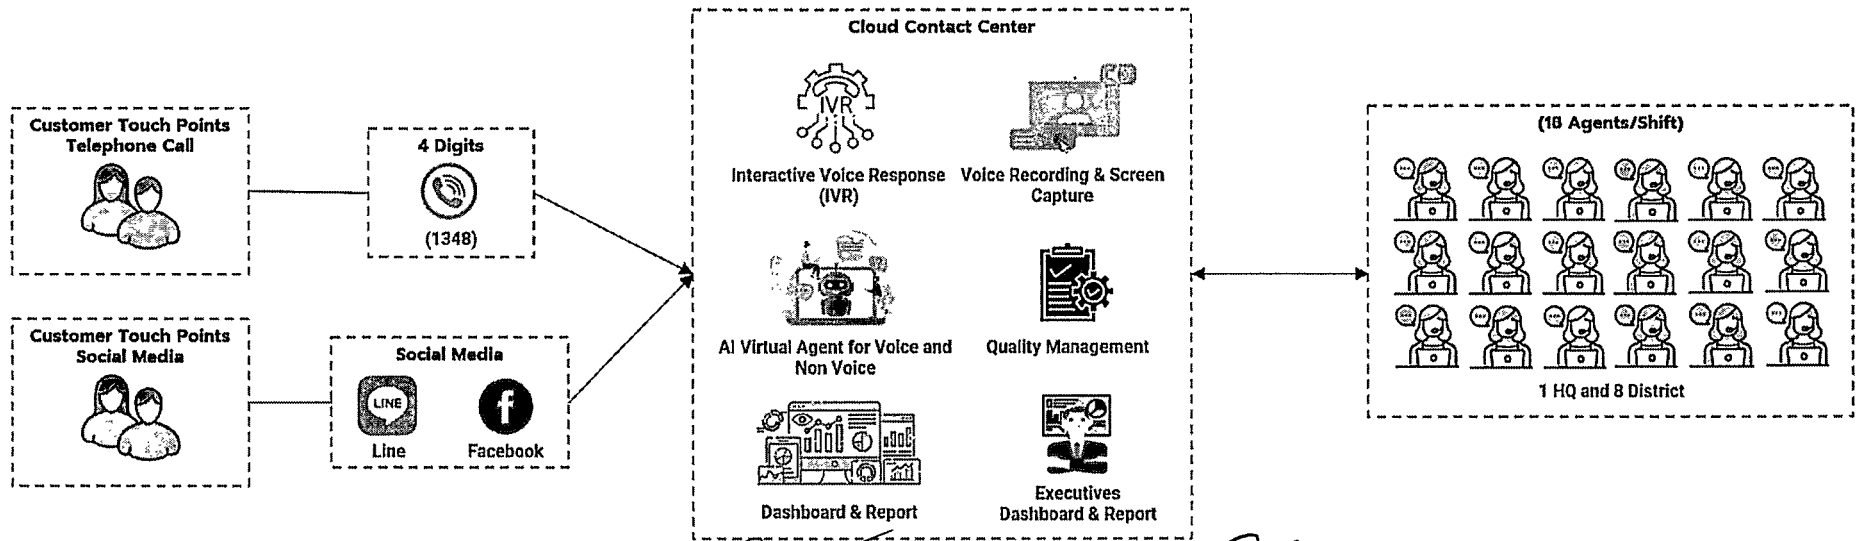 Cloud Contact Center
Customer Touch Points
Telephone Call
4 Digits
(1348)
Customer Touch Points
Social Media
Social Media
LINE
Line
Facebook
IVR
Interactive Voice Response
(IVR)
Voice Recording & Screen
Capture
AI Virtual Agent for Voice and
Non Voice
Quality Management
Dashboard & Report
Executives
Dashboard & Report
(18 Agents/Shift)
1 HQ and 8 District